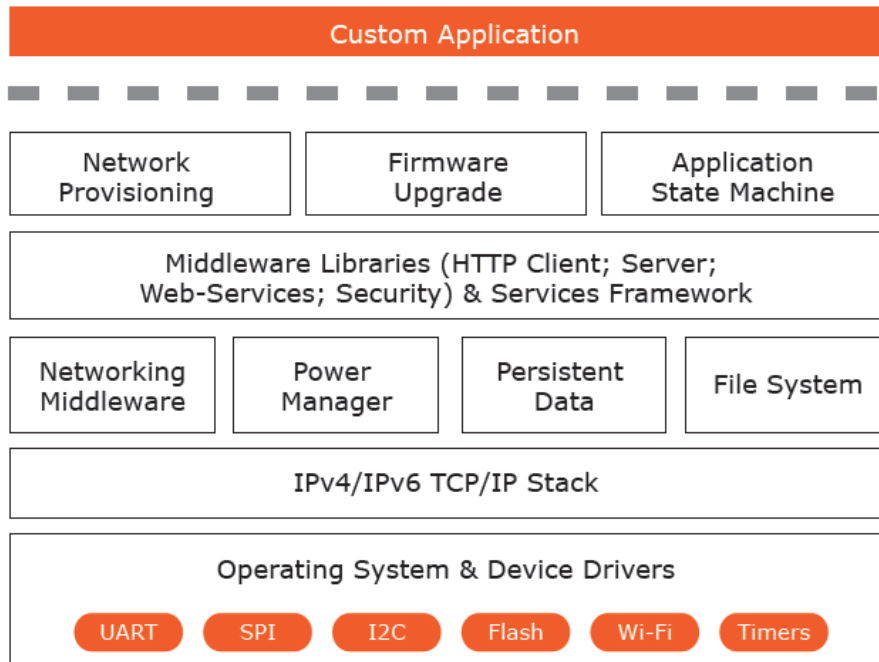 Custom Application
Network
Provisioning
Firmware
Upgrade
Application
State Machine
Middleware Libraries (HTTP Client; Server;
Web-Services; Security) & Services Framework
Networking
Middleware
Power
Manager
Persistent
Data
File System
IPv4/IPv6 TCP/IP Stack
Operating System & Device Drivers
UART
SPI
I2C
Flash
Wi-Fi
Timers